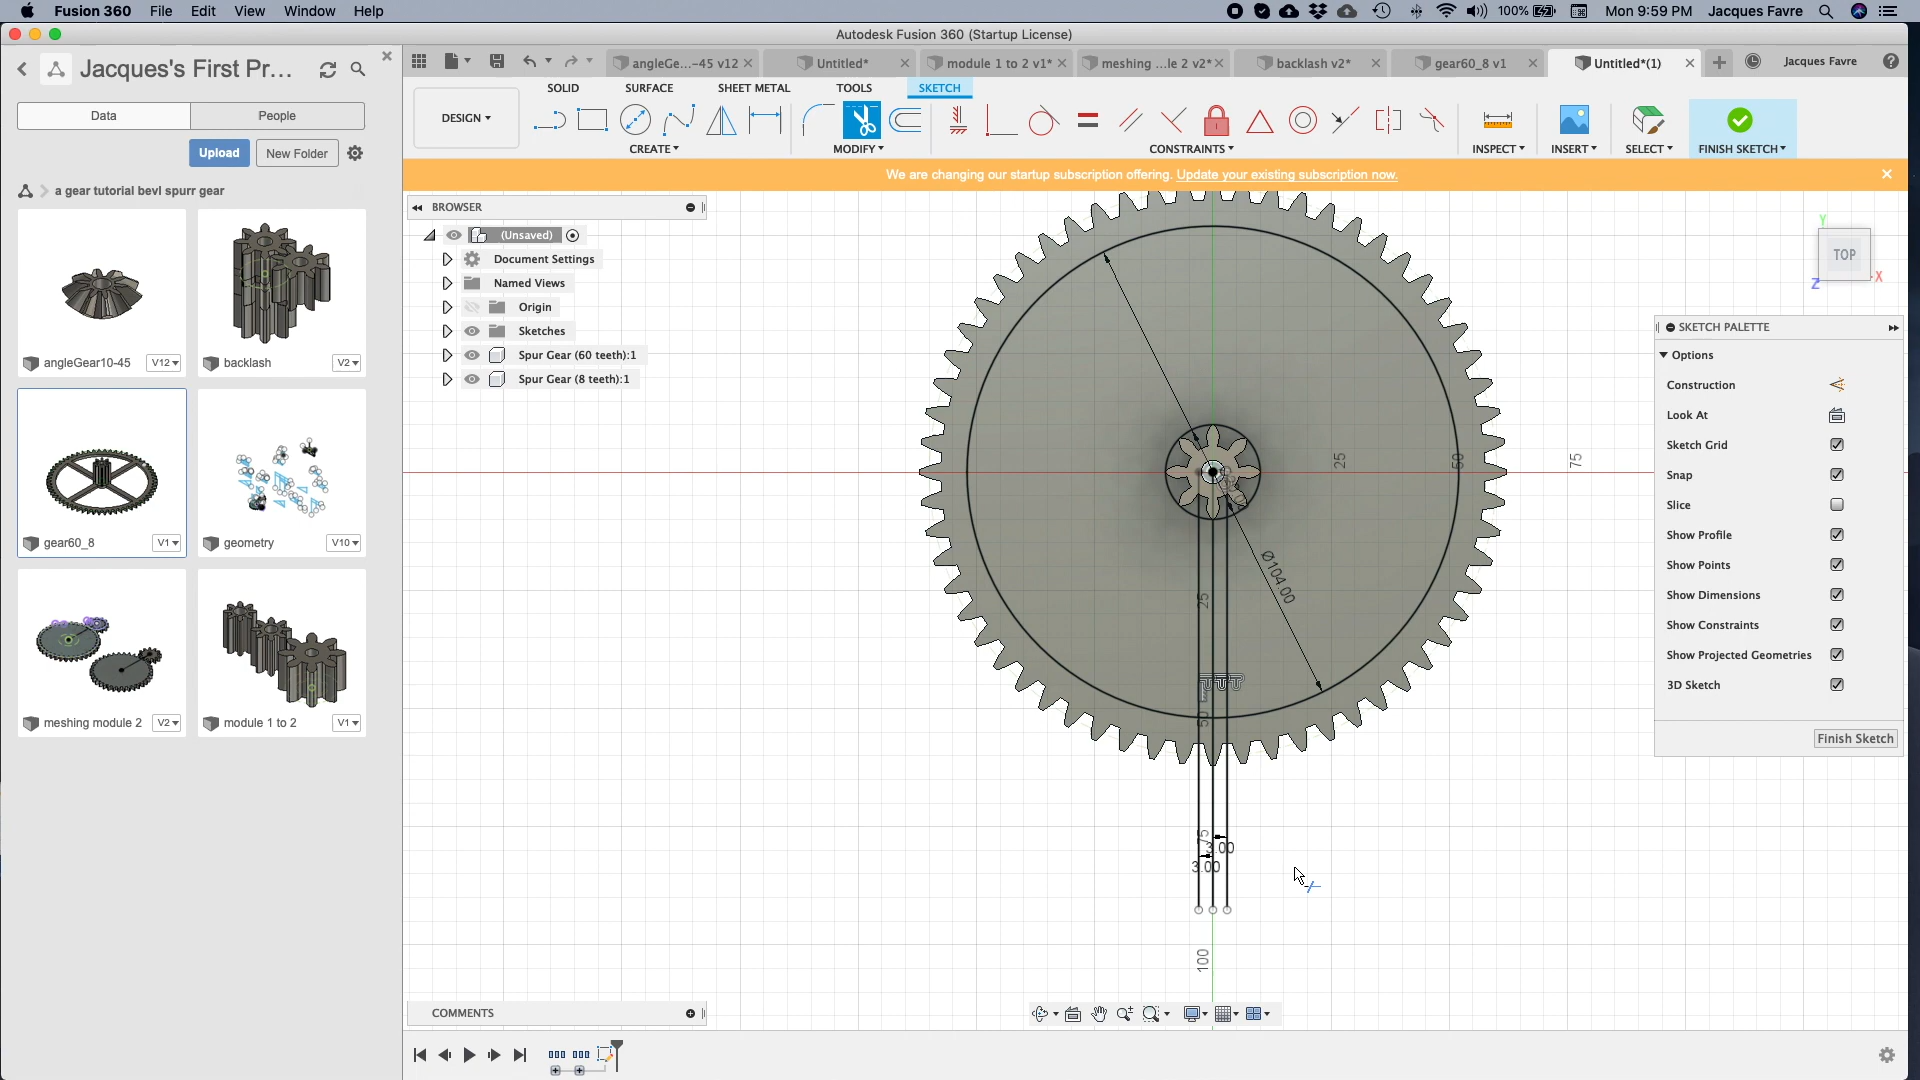 Fusion 360 File Edit View Window Help 100% Mon 9:59 PM Jacques Favre
Autodesk Fusion 360 (Startup License)
Jacques's First Pr...
angleGe...-45 v12 Untitled* module 1 to 2 v1* meshing ...le 2 v2* backlash v2* gear60_8 v1 Untitled*(1) Jacques Favre
SOLID SURFACE SHEET METAL TOOLS SKETCH
Data People
DESIGN
CREATE MODIFY CONSTRAINTS INSPECT INSERT SELECT FINISH SKETCH
Upload New Folder
We are changing our startup subscription offering. Update your existing subscription now.
a gear tutorial bevl spurr gear
BROWSER
(Unsaved)
Document Settings
Named Views
Origin
Sketches
Spur Gear (60 teeth):1
Spur Gear (8 teeth):1
angleGear10-45 V12
backlash V2
gear60_8 V1
geometry V10
meshing module 2 V2
module 1 to 2 V1
Y
TOP
X
Z
SKETCH PALETTE
Options
Construction
Look At
Sketch Grid
Snap
Slice
Show Profile
Show Points
Show Dimensions
Show Constraints
Show Projected Geometries
3D Sketch
Finish Sketch
25
50
75
Ø104.00
25
50
75
3.00
3.00
100
COMMENTS